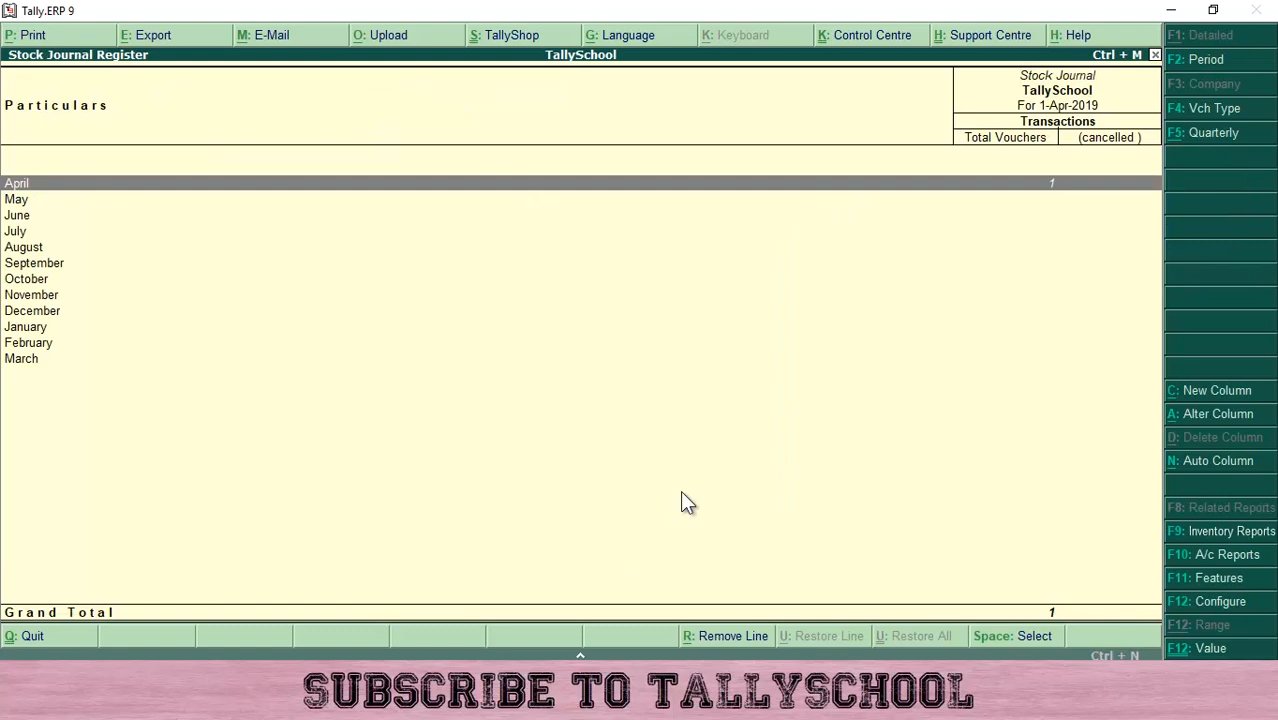 Tally.ERP 9
P: Print E: Export M: E-Mail O: Upload S: TallyShop G: Language K: Keyboard K: Control Centre H: Support Centre H: Help
Stock Journal Register TallySchool Ctrl + M
Particulars
Stock Journal
TallySchool
For 1-Apr-2019
Transactions
Total Vouchers (cancelled )
April 1
May
June
July
August
September
October
November
December
January
February
March
Grand Total 1
Q: Quit R: Remove Line U: Restore Line U: Restore All Space: Select
Ctrl + N
F1: Detailed
F2: Period
F3: Company
F4: Vch Type
F5: Quarterly
C: New Column
A: Alter Column
D: Delete Column
N: Auto Column
F8: Related Reports
F9: Inventory Reports
F10: A/c Reports
F11: Features
F12: Configure
F12: Range
F12: Value
SUBSCRIBE TO TALLYSCHOOL